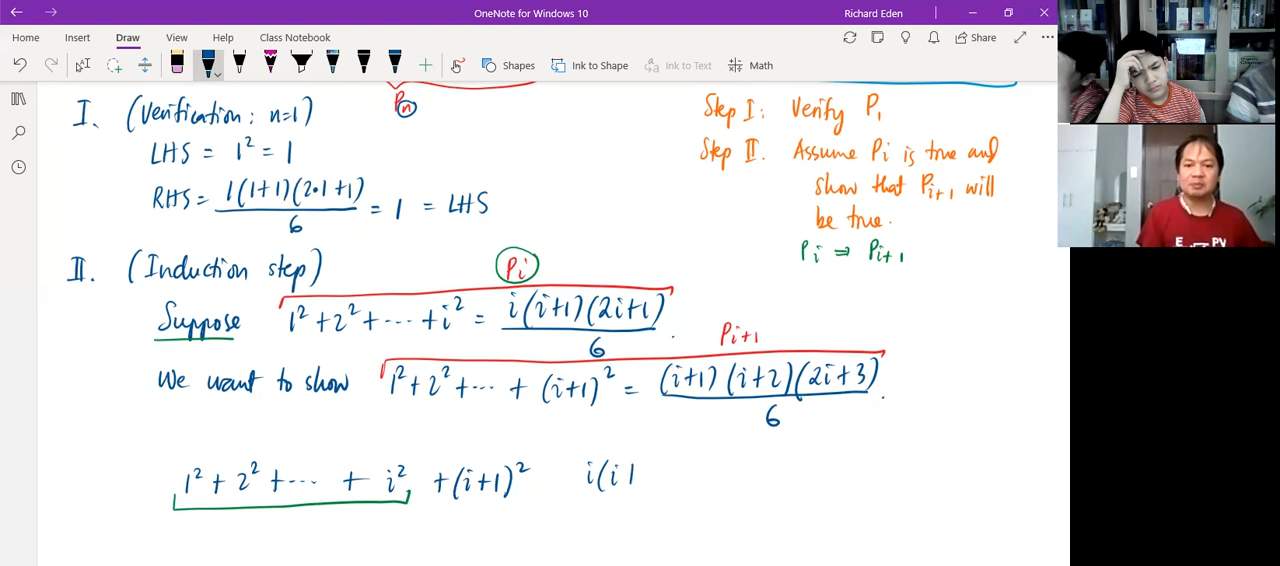 OneNote for Windows 10
Richard Eden
Home Insert Draw View Help Class Notebook
Share
Shapes Ink to Shape Ink to Text Math
Pn
I. (Verification: n=1)
LHS = 1² = 1
RHS = 1(1+1)(2•1+1)/6 = 1 = LHS
Step I: Verify P₁
Step II. Assume Pi is true and
show that Pi+1 will
be true.
Pi ⇒ Pi+1
II. (Induction step)
Pi
Suppose 1²+2²+⋯+i² = i(i+1)(2i+1)/6.
Pi+1
We want to show 1²+2²+⋯+(i+1)² = (i+1)(i+2)(2i+3)/6.
1²+2²+⋯+i² +(i+1)² i(i 1